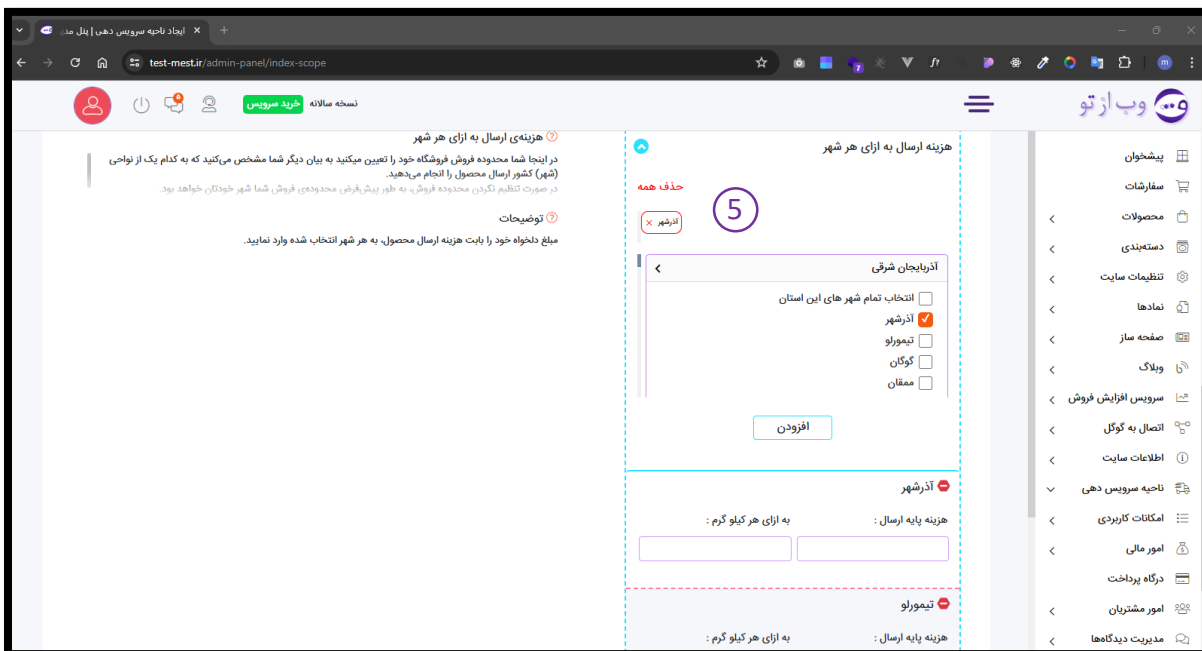 ایجاد ناحیه سرویس دهی | پنل مدی
test-mest.ir/admin-panel/index-scope
وب از تو
نسخه سالانه
خرید سرویس
پیشخوان
سفارشات
محصولات
دسته‌بندی
تنظیمات سایت
نمادها
صفحه ساز
وبلاگ
سرویس افزایش فروش
اتصال به گوگل
اطلاعات سایت
ناحیه سرویس دهی
امکانات کاربردی
امور مالی
درگاه پرداخت
امور مشتریان
مدیریت دیدگاه‌ها
هزینه ارسال به ازای هر شهر
حذف همه
5
آذرشهر ×
آذربایجان شرقی
انتخاب تمام شهر های این استان
آذرشهر
تیمورلو
گوگان
ممقان
افزودن
آذرشهر
هزینه پایه ارسال :
به ازای هر کیلو گرم :
تیمورلو
هزینه پایه ارسال :
به ازای هر کیلو گرم :
هزینه‌ی ارسال به ازای هر شهر
در اینجا شما محدوده فروش فروشگاه خود را تعیین میکنید به بیان دیگر شما مشخص می‌کنید که به کدام یک از نواحی
(شهر) کشور ارسال محصول را انجام می‌دهید.
در صورت تنظیم نکردن محدوده فروش، به طور پیش‌فرض محدوده‌ی فروش شما شهر خودتان خواهد بود.
توضیحات
مبلغ دلخواه خود را بابت هزینه ارسال محصول، به هر شهر انتخاب شده وارد نمایید.